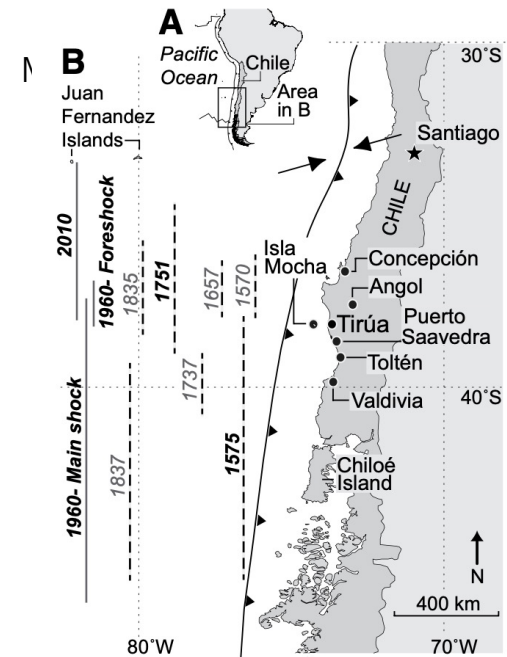 A
B
Pacific
Ocean
Chile
Area
in B
Juan
Fernandez
Islands
30°S
Santiago
CHILE
2010
1960- Foreshock
1835
1751
1657
1570
Isla
Mocha
Concepción
Angol
Tirúa
Puerto
Saavedra
Toltén
Valdivia
1737
40°S
1960- Main shock
1837
1575
Chiloé
Island
N
400 km
80°W
70°W